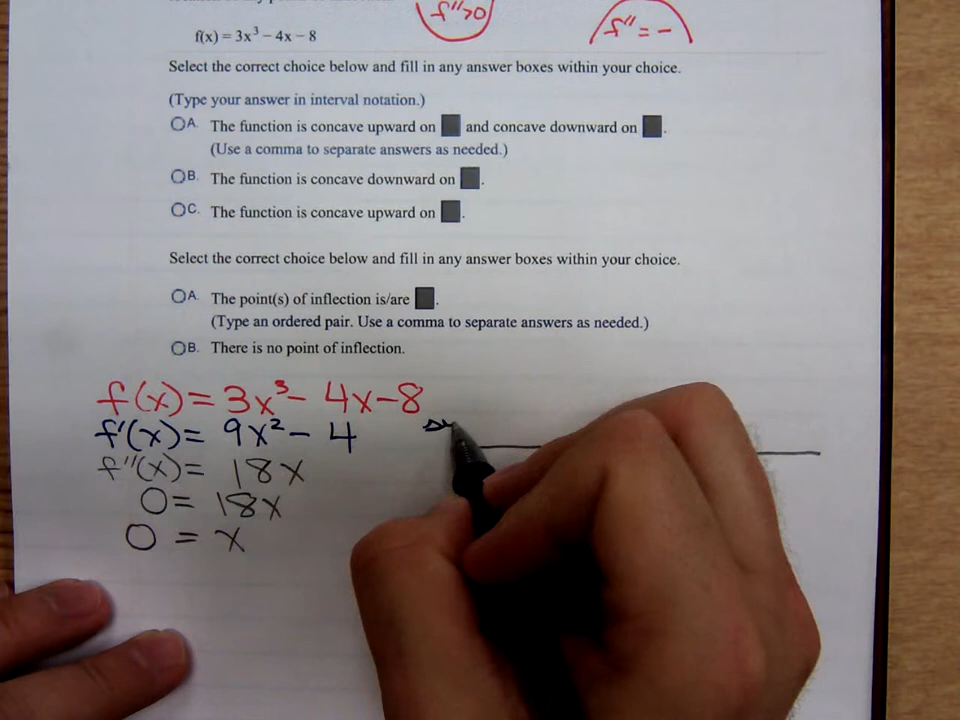 f''>0
f'' = -
f(x) = 3x³ − 4x − 8
Select the correct choice below and fill in any answer boxes within your choice.
(Type your answer in interval notation.)
A. The function is concave upward on and concave downward on .
(Use a comma to separate answers as needed.)
B. The function is concave downward on .
C. The function is concave upward on .
Select the correct choice below and fill in any answer boxes within your choice.
A. The point(s) of inflection is/are .
(Type an ordered pair. Use a comma to separate answers as needed.)
B. There is no point of inflection.
f(x) = 3x³ − 4x − 8
f'(x) = 9x² − 4
f''(x) = 18x
0 = 18x
0 = x